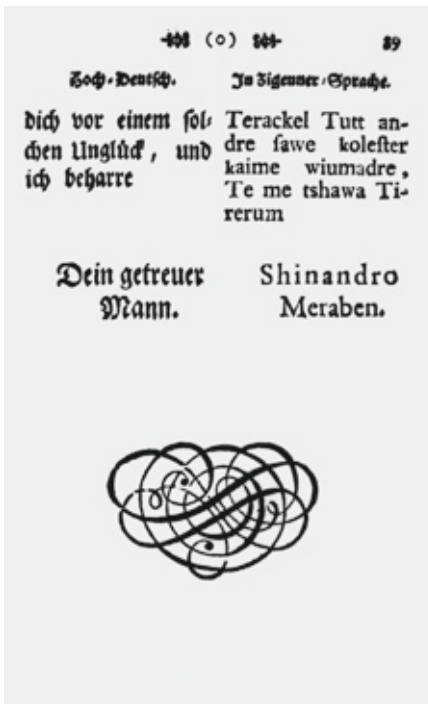 (o) 89
Hoch-Deutsch.
dich vor einem sol-
chen Unglück, und
ich beharre
Dein getreuer
Mann.
In Zigeuner-Sprache.
Terackel Tutt an-
dre ſawe koleſter
kaime wiumadre,
Te me tshawa Ti-
rerum
Shinandro
Meraben.